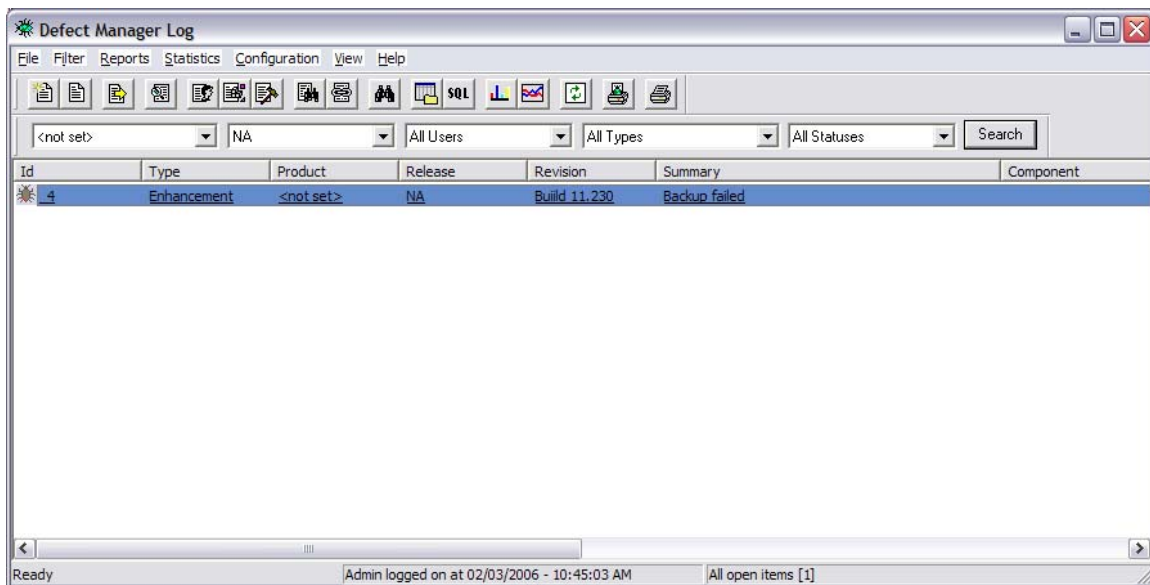 Defect Manager Log
File Filter Reports Statistics Configuration View Help
SQL
<not set> NA All Users All Types All Statuses Search
Id Type Product Release Revision Summary Component
4 Enhancement <not set> NA Buiild 11.230 Backup failed
Ready Admin logged on at 02/03/2006 - 10:45:03 AM All open items [1]